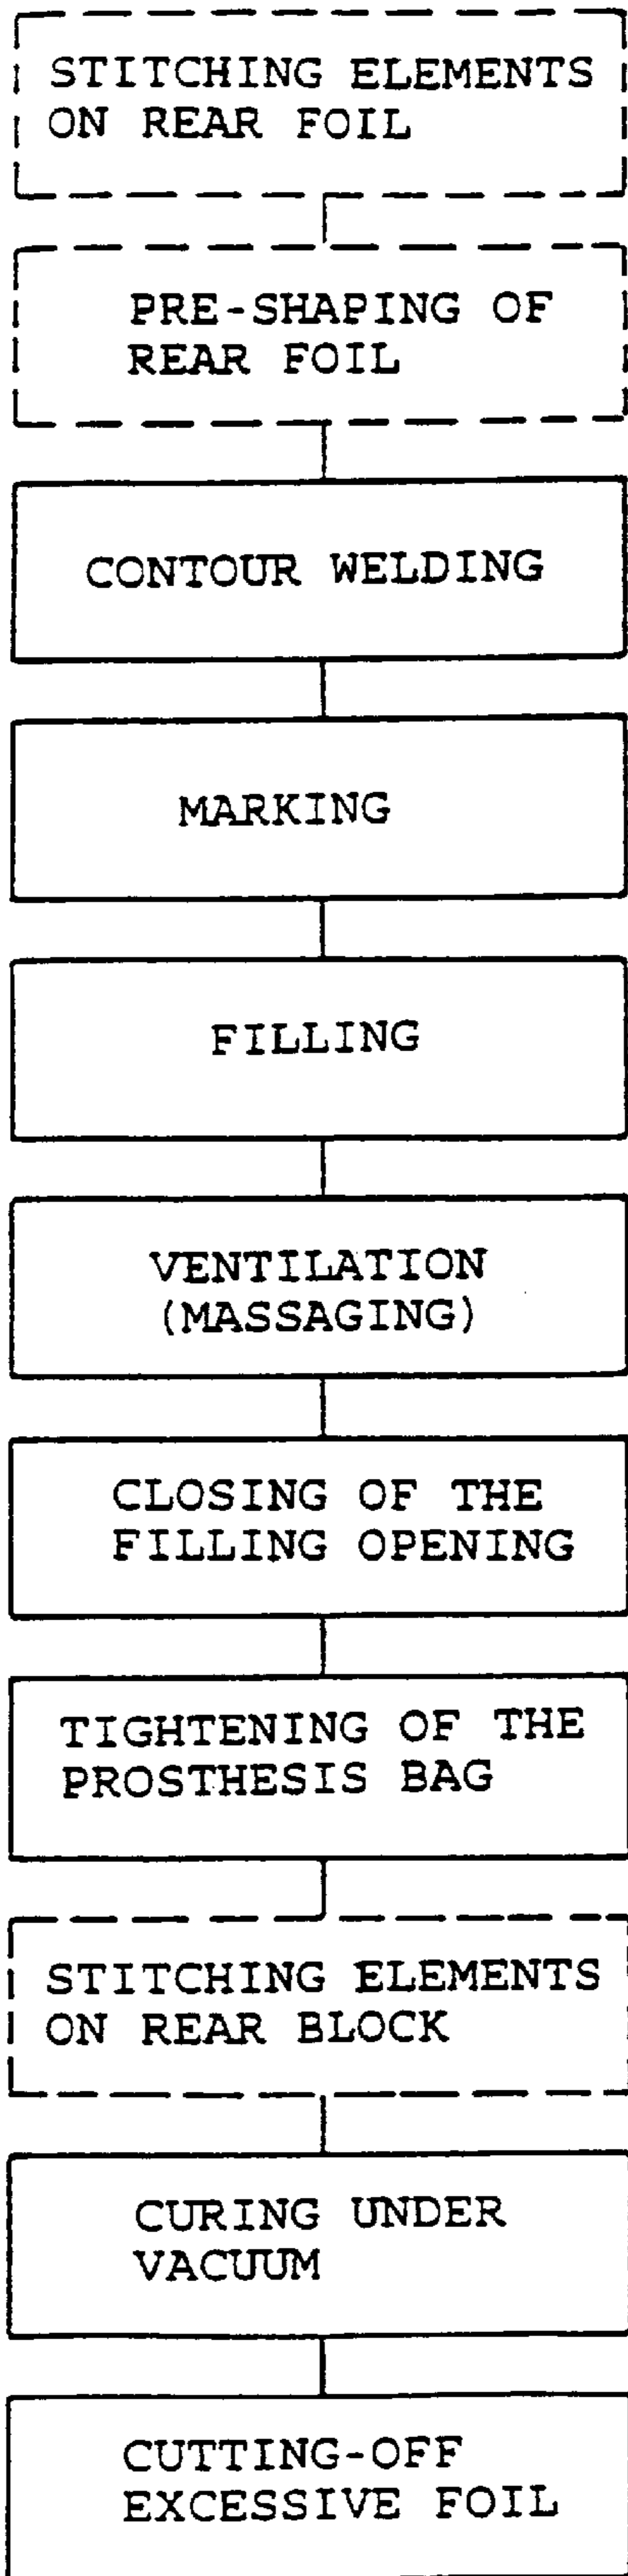 STITCHING ELEMENTS
ON REAR FOIL
PRE-SHAPING OF
REAR FOIL
CONTOUR WELDING
MARKING
FILLING
VENTILATION
(MASSAGING)
CLOSING OF THE
FILLING OPENING
TIGHTENING OF THE
PROSTHESIS BAG
STITCHING ELEMENTS
ON REAR BLOCK
CURING UNDER
VACUUM
CUTTING-OFF
EXCESSIVE FOIL